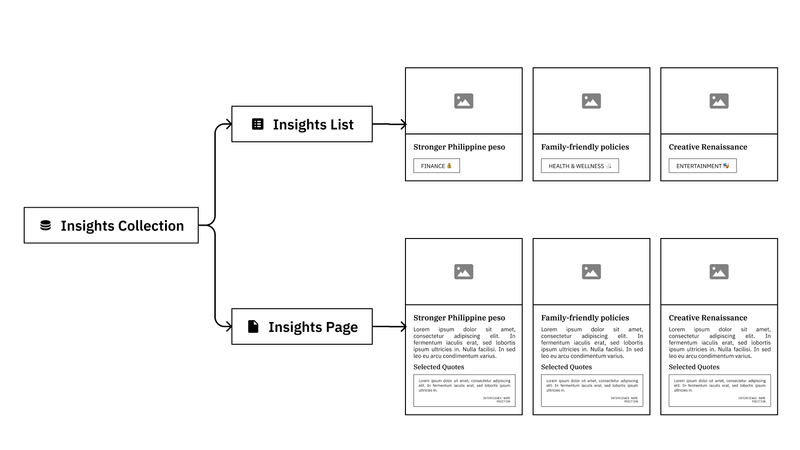 Insights Collection
Insights List
Stronger Philippine peso
FINANCE 💰
Family-friendly policies
HEALTH & WELLNESS
Creative Renaissance
ENTERTAINMENT 🎭
Insights Page
Stronger Philippine peso
Lorem ipsum dolor sit amet,
consectetur adipiscing elit. In
fermentum iaculis erat, sed lobortis
ipsum ultricies in. Nulla facilisi. In sed
leo eu arcu condimentum varius.
Selected Quotes
Lorem ipsum dolor sit amet, consectetur adipiscing
elit. In fermentum iaculis erat, sed lobortis ipsum
ultricies in.
INTERVIEWEE NAME
POSITION
Family-friendly policies
Lorem ipsum dolor sit amet,
consectetur adipiscing elit. In
fermentum iaculis erat, sed lobortis
ipsum ultricies in. Nulla facilisi. In sed
leo eu arcu condimentum varius.
Selected Quotes
Lorem ipsum dolor sit amet, consectetur adipiscing
elit. In fermentum iaculis erat, sed lobortis ipsum
ultricies in.
INTERVIEWEE NAME
POSITION
Creative Renaissance
Lorem ipsum dolor sit amet,
consectetur adipiscing elit. In
fermentum iaculis erat, sed lobortis
ipsum ultricies in. Nulla facilisi. In sed
leo eu arcu condimentum varius.
Selected Quotes
Lorem ipsum dolor sit amet, consectetur adipiscing
elit. In fermentum iaculis erat, sed lobortis ipsum
ultricies in.
INTERVIEWEE NAME
POSITION